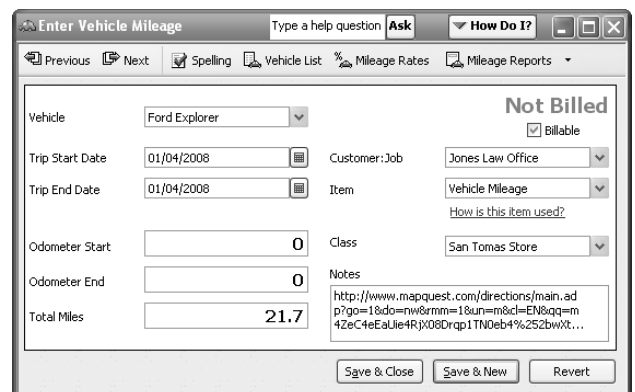 Enter Vehicle Mileage Type a help question Ask How Do I?
Previous Next Spelling Vehicle List Mileage Rates Mileage Reports
Not Billed
Vehicle Ford Explorer Billable
Trip Start Date 01/04/2008 Customer:Job Jones Law Office
Trip End Date 01/04/2008 Item Vehicle Mileage
How is this item used?
Odometer Start 0 Class San Tomas Store
Odometer End 0 Notes
Total Miles 21.7
http://www.mapquest.com/directions/main.ad
p?go=1&do=nw&rmm=1&un=m&cl=EN&qq=m
4ZeC4eEaUie4RjX08Drqp1TN0eb4%252bwXt...
Save & Close Save & New Revert